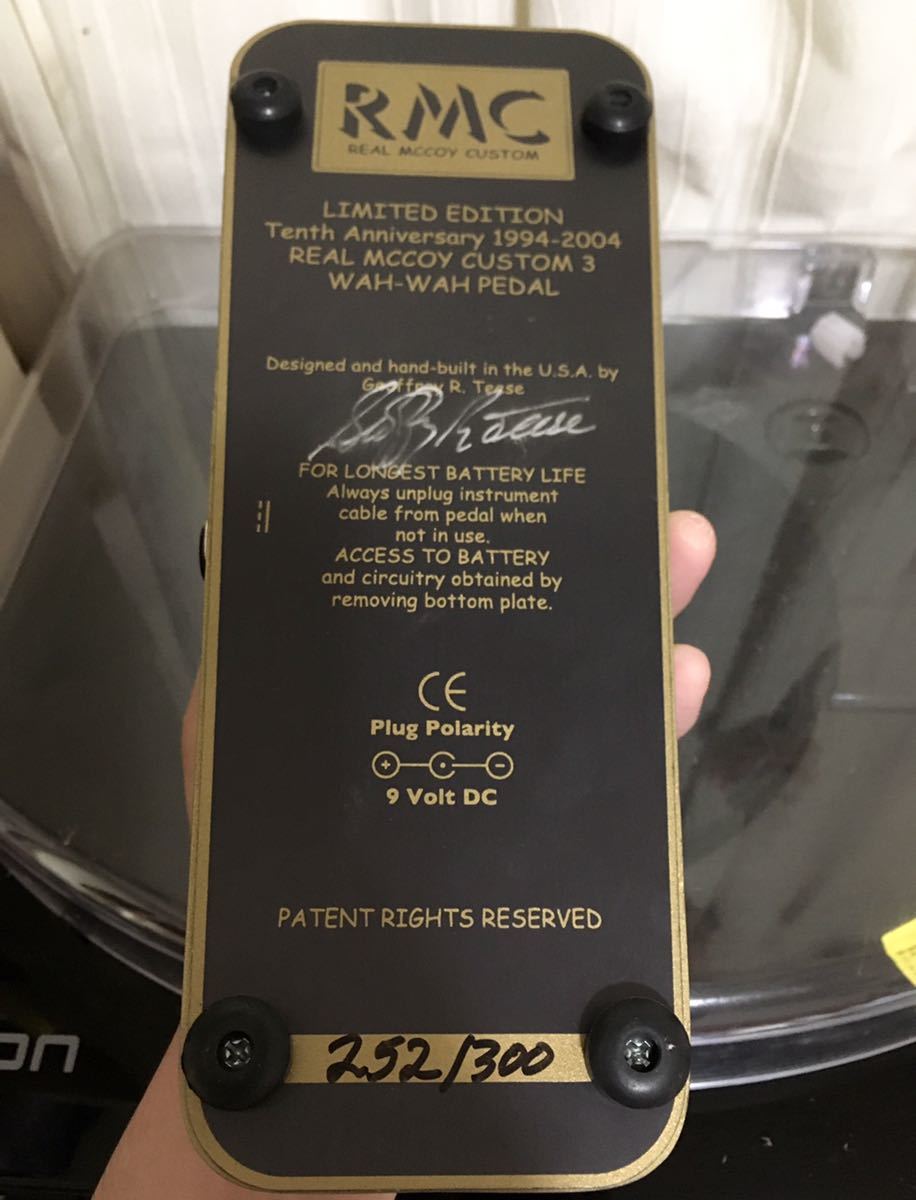 RMC
REAL MCCOY CUSTOM
LIMITED EDITION
Tenth Anniversary 1994-2004
REAL MCCOY CUSTOM 3
WAH-WAH PEDAL
Designed and hand-built in the U.S.A. by
Geoffrey R. Tease
FOR LONGEST BATTERY LIFE
Always unplug instrument
cable from pedal when
not in use.
ACCESS TO BATTERY
and circuitry obtained by
removing bottom plate.
CE
Plug Polarity
+ -
9 Volt DC
PATENT RIGHTS RESERVED
252/300
on